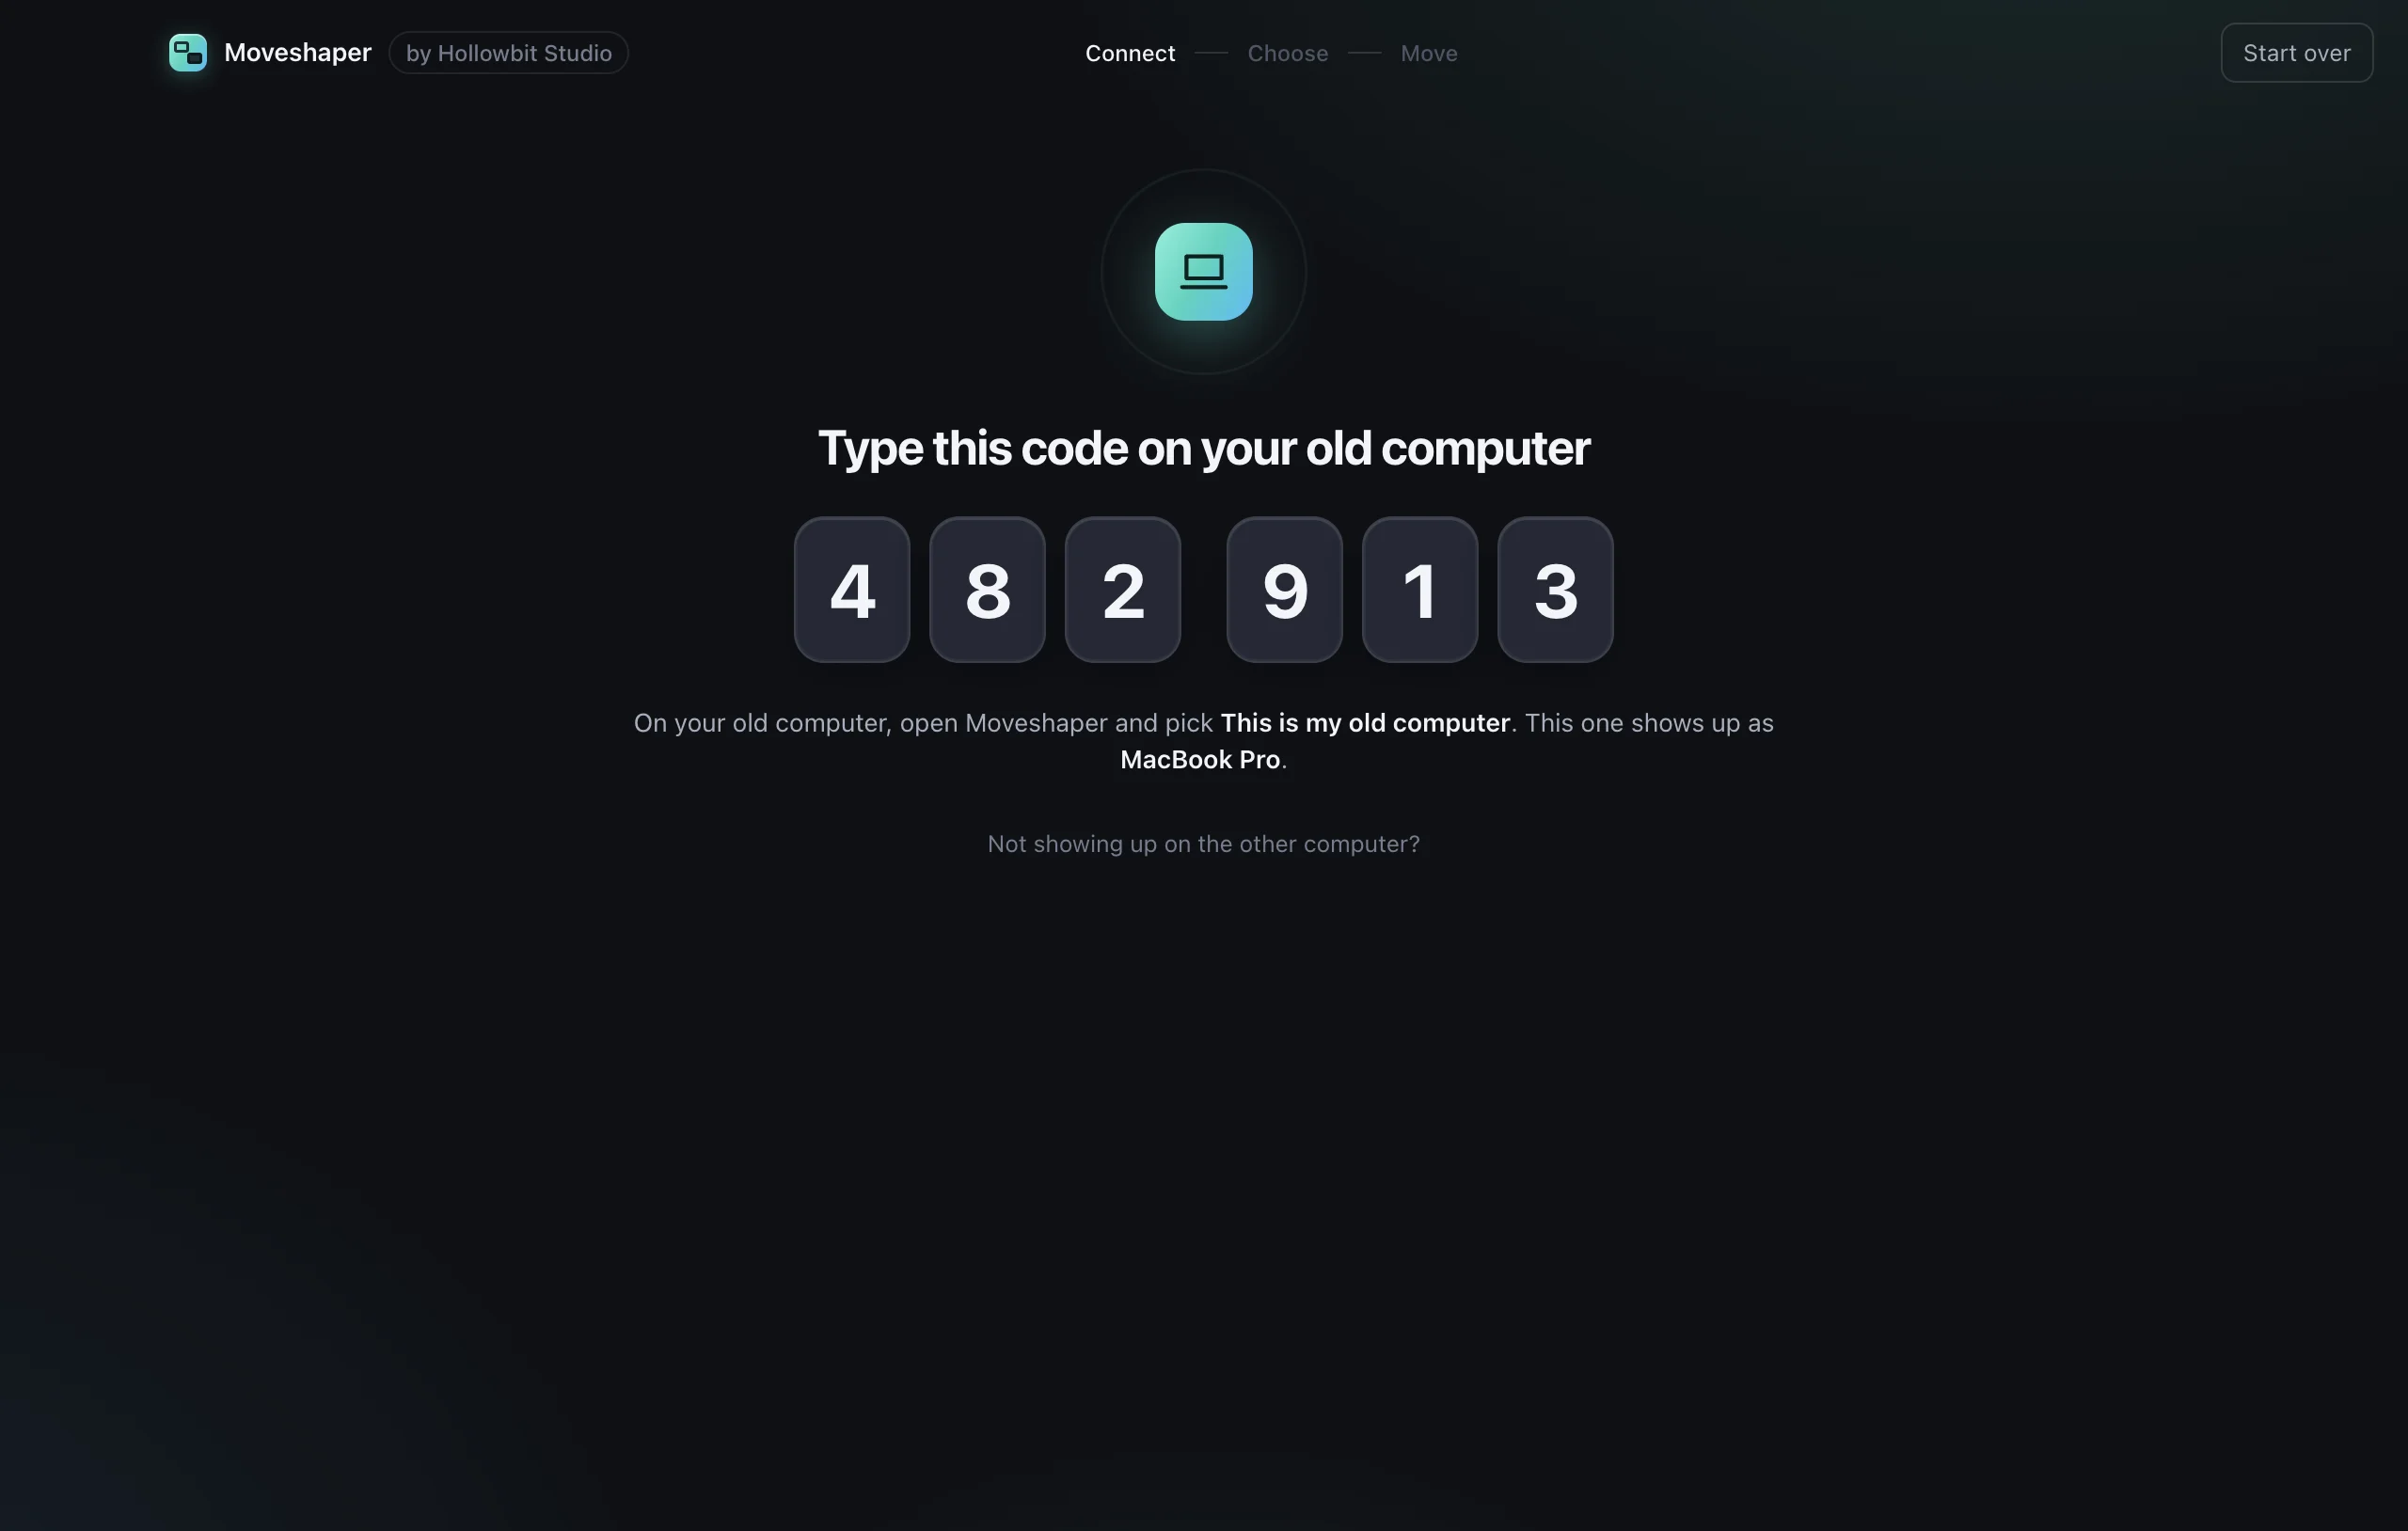 Moveshaper by Hollowbit Studio
Connect Choose Move
Start over
Type this code on your old computer
4 8 2 9 1 3
On your old computer, open Moveshaper and pick This is my old computer. This one shows up as
MacBook Pro.
Not showing up on the other computer?